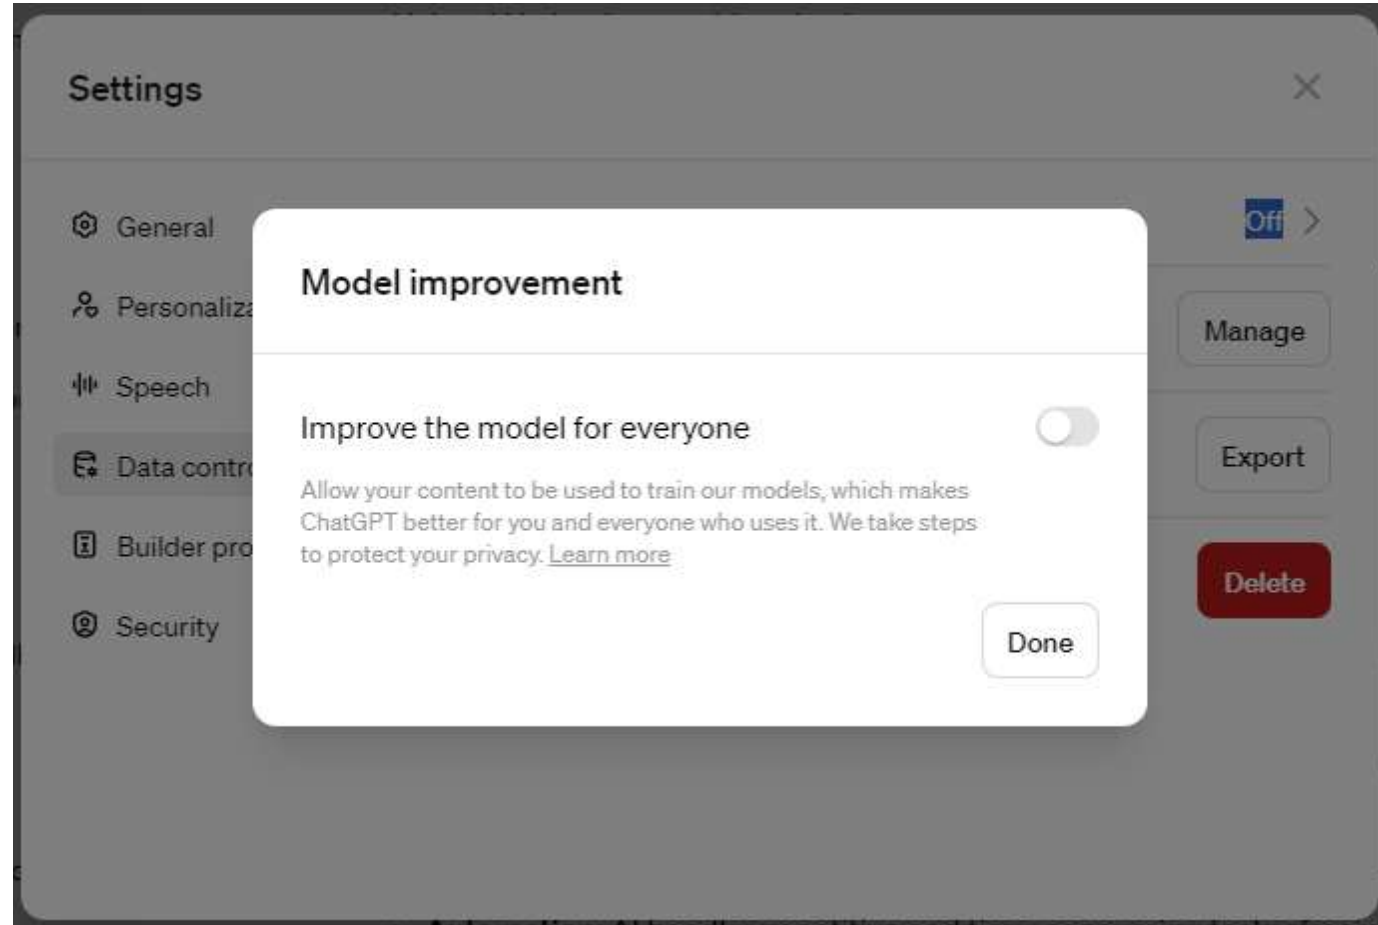 Settings
General
Off
Model improvement
Personaliza
Manage
Speech
Improve the model for everyone
Data contro
Export
Allow your content to be used to train our models, which makes
ChatGPT better for you and everyone who uses it. We take steps
to protect your privacy. Learn more
Builder pro
Delete
Security
Done